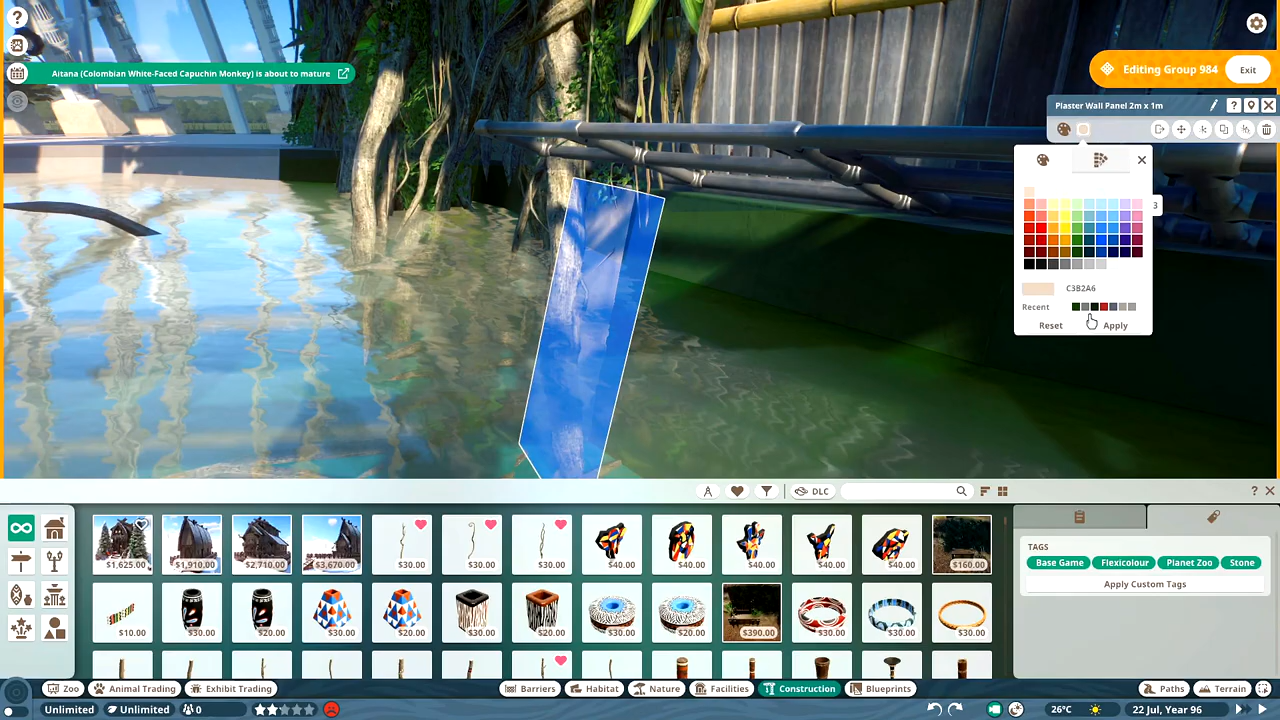 ?
Aitana (Colombian White-Faced Capuchin Monkey) is about to mature
Editing Group 984
Exit
Plaster Wall Panel 2m x 1m
?
3
C3B2A6
Recent
Reset
Apply
DLC
?
$1,625.00
$1,910.00
$2,710.00
$3,670.00
$30.00
$30.00
$30.00
$40.00
$40.00
$40.00
$40.00
$40.00
$160.00
$10.00
$30.00
$20.00
$30.00
$20.00
$30.00
$20.00
$30.00
$30.00
$390.00
$30.00
$30.00
$30.00
TAGS
Base Game
Flexicolour
Planet Zoo
Stone
Apply Custom Tags
Zoo
Animal Trading
Exhibit Trading
Barriers
Habitat
Nature
Facilities
Construction
Blueprints
Paths
Terrain
Unlimited
Unlimited
0
26°C
22 Jul, Year 96